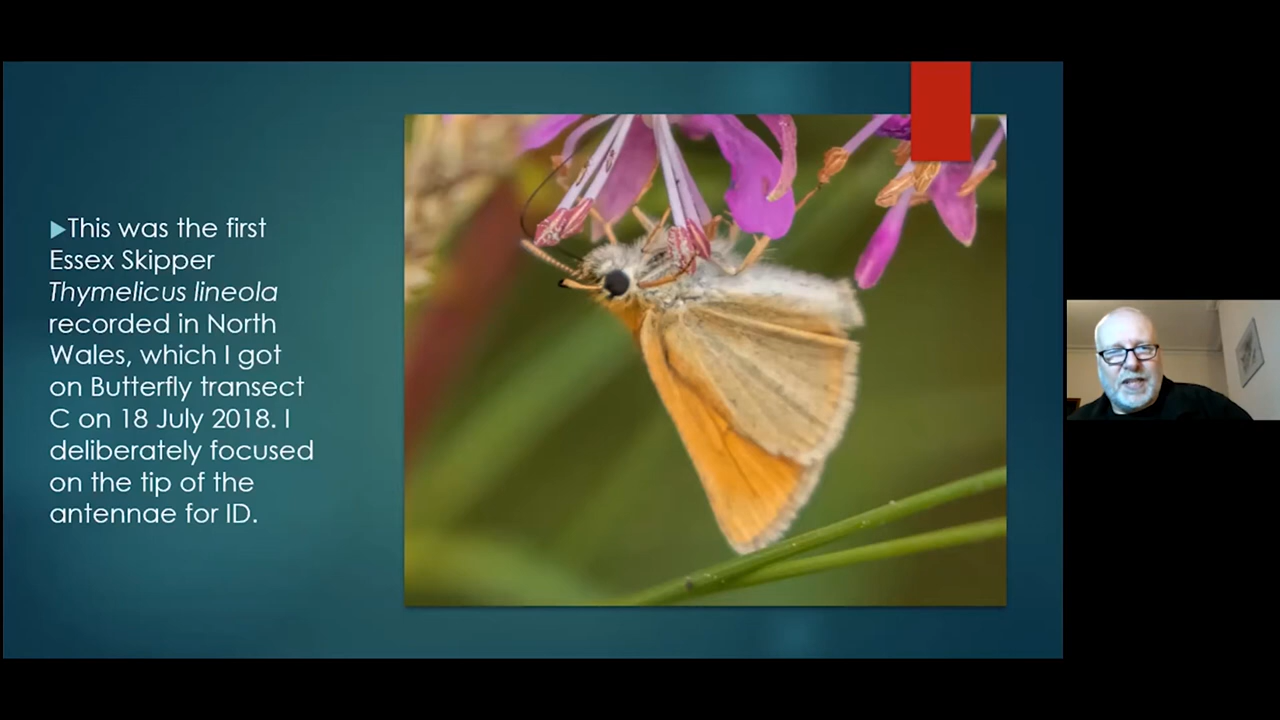 This was the first
Essex Skipper
Thymelicus lineola
recorded in North
Wales, which I got
on Butterfly transect
C on 18 July 2018. I
deliberately focused
on the tip of the
antennae for ID.